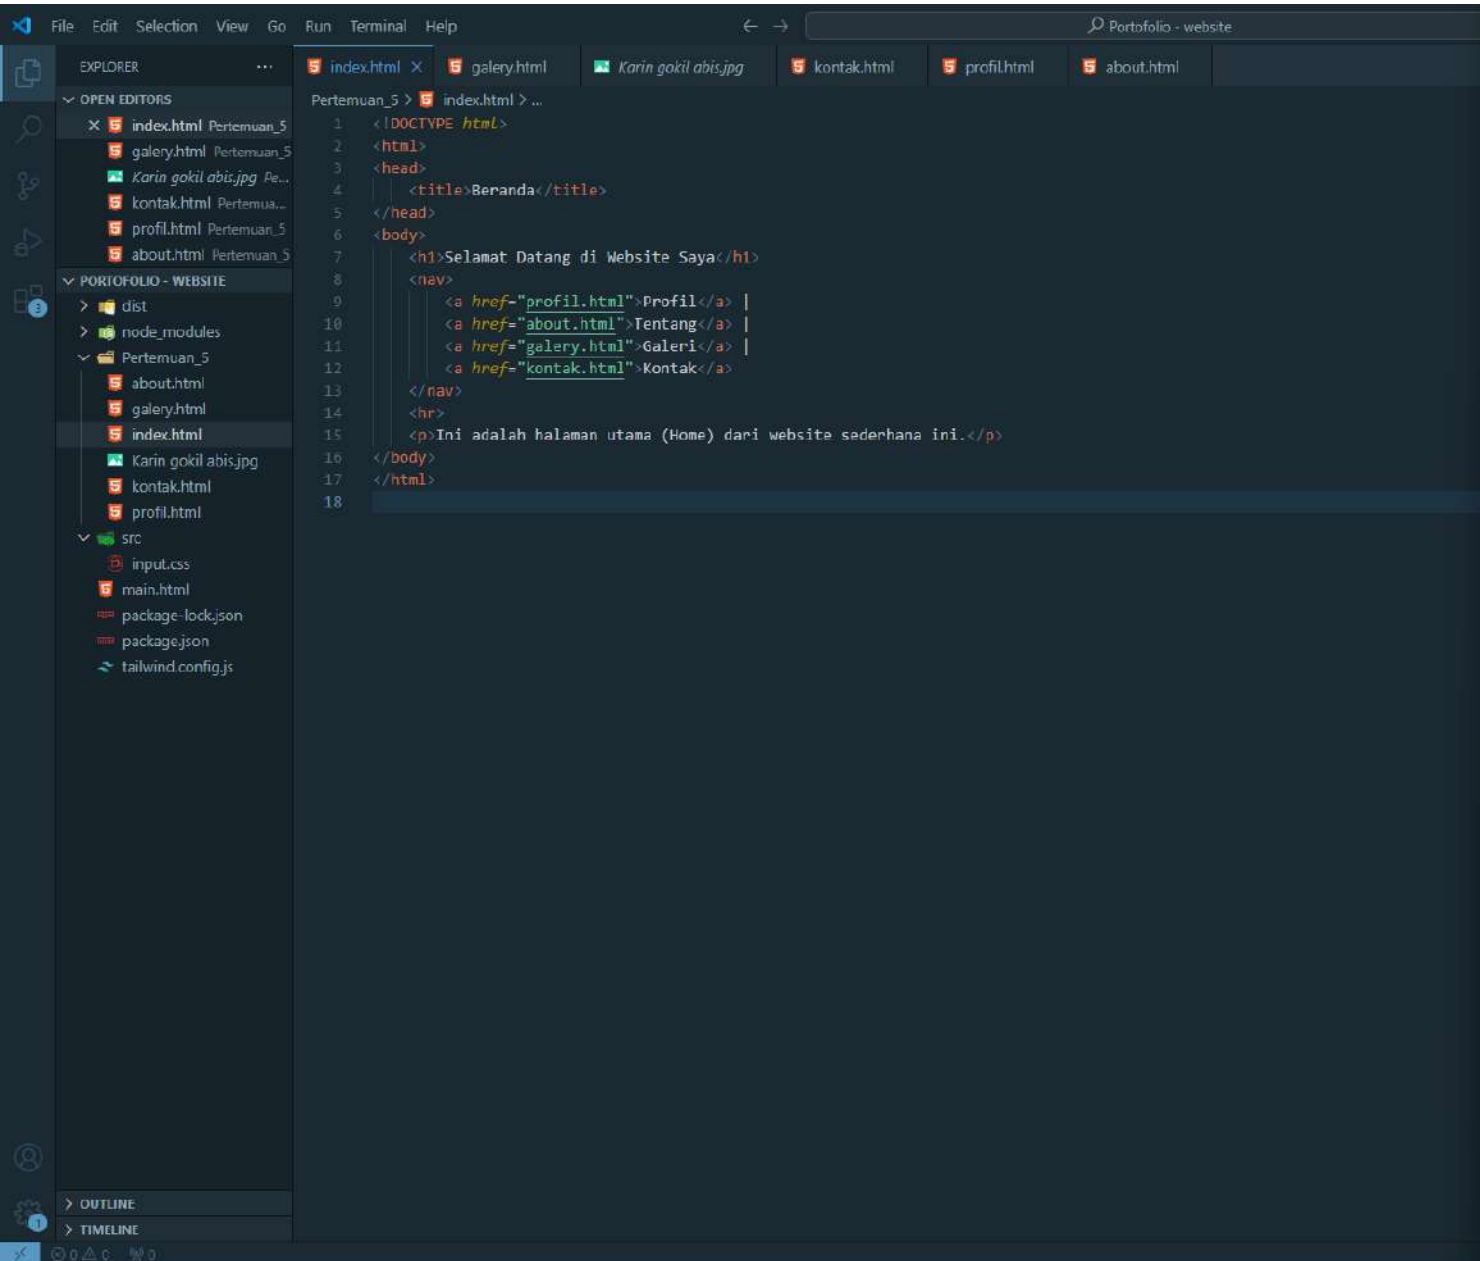 File Edit Selection View Go Run Terminal Help
Portofolio - website
EXPLORER
index.html
galery.html
Karin gokil abis.jpg
kontak.html
profil.html
about.html
OPEN EDITORS
index.html Pertemuan_5
galery.html Pertemuan_5
Karin gokil abis.jpg Pe...
kontak.html Pertemua...
profil.html Pertemuan_5
about.html Pertemuan_5
PORTOFOLIO - WEBSITE
dist
node_modules
Pertemuan_5
about.html
galery.html
index.html
Karin gokil abis.jpg
kontak.html
profil.html
src
input.css
main.html
package-lock.json
package.json
tailwind.config.js
OUTLINE
TIMELINE
Pertemuan_5 > index.html > ...
1 <!DOCTYPE html>
2 <html>
3 <head>
4 <title>Beranda</title>
5 </head>
6 <body>
7 <h1>Selamat Datang di Website Saya</h1>
8 <nav>
9 <a href="profil.html">Profil</a> |
10 <a href="about.html">Tentang</a> |
11 <a href="galery.html">Galeri</a> |
12 <a href="kontak.html">Kontak</a>
13 </nav>
14 <hr>
15 <p>Ini adalah halaman utama (Home) dari website sederhana ini.</p>
16 </body>
17 </html>
18
3
1
0 0 0